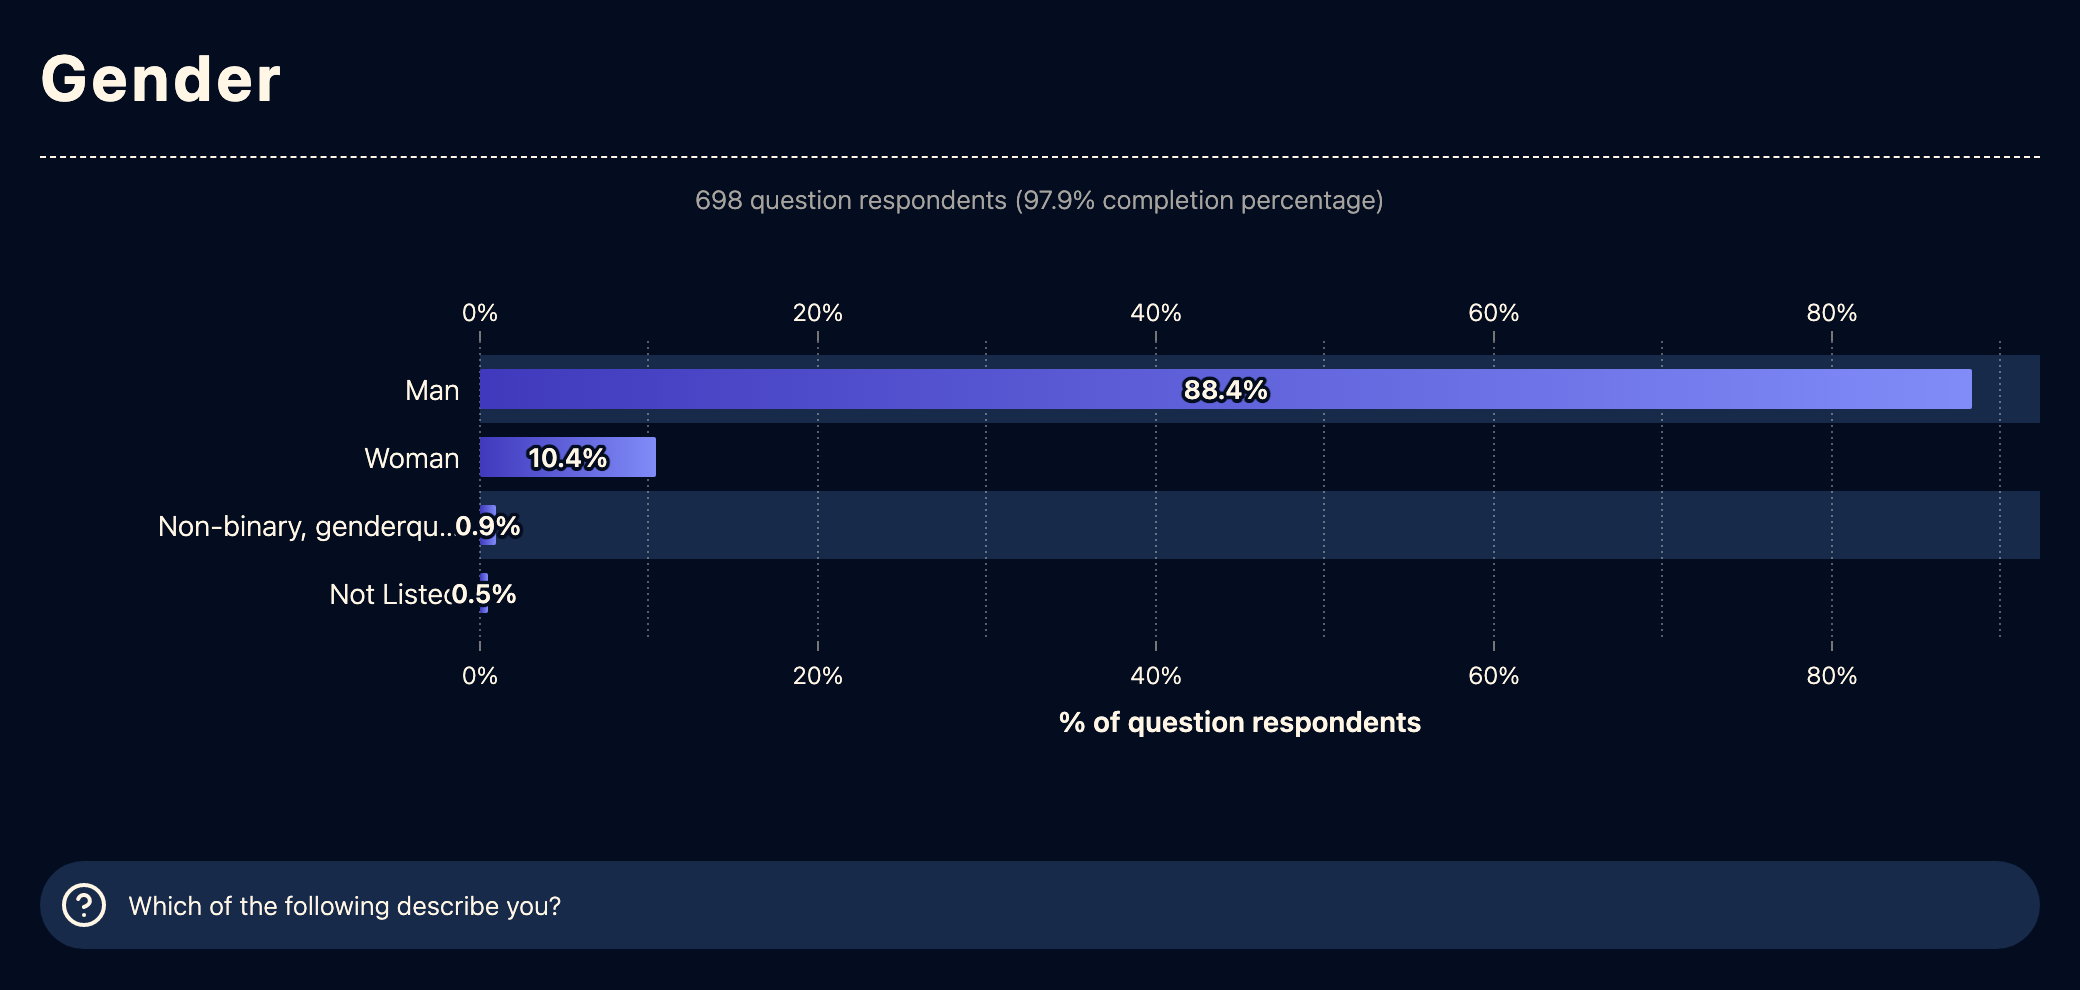 Gender
698 question respondents (97.9% completion percentage)
0% 20% 40% 60% 80%
Man 88.4%
Woman 10.4%
Non-binary, genderqu... 0.9%
Not Listed 0.5%
0% 20% 40% 60% 80%
% of question respondents
Which of the following describe you?